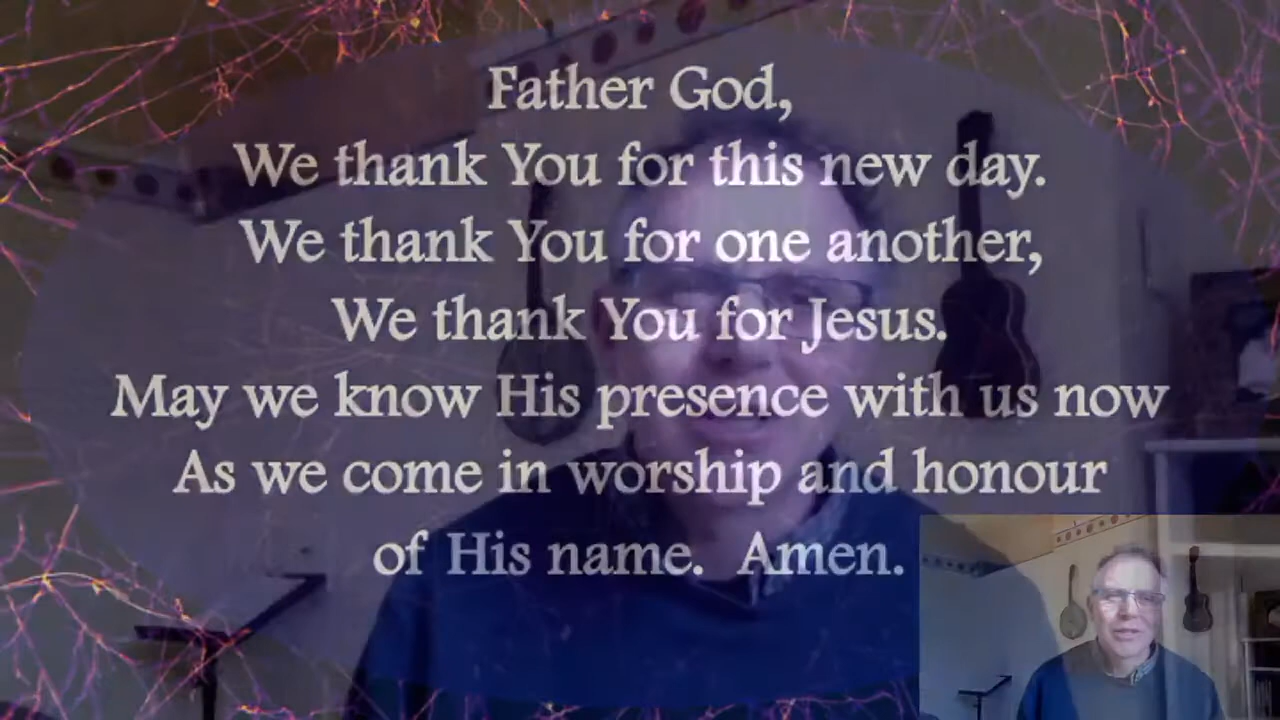 Father God,
We thank You for this new day.
We thank You for one another,
We thank You for Jesus.
May we know His presence with us now
As we come in worship and honour
of His name.  Amen.